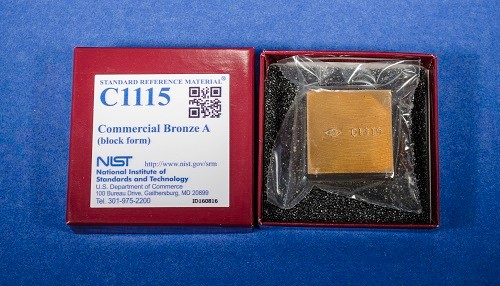 STANDARD REFERENCE MATERIAL®
C1115
Commercial Bronze A
(block form)
NIST http://www.nist.gov/srm
National Institute of
Standards and Technology
U.S. Department of Commerce
100 Bureau Drive, Gaithersburg, MD 20899
Tel. 301-975-2200 ID160816